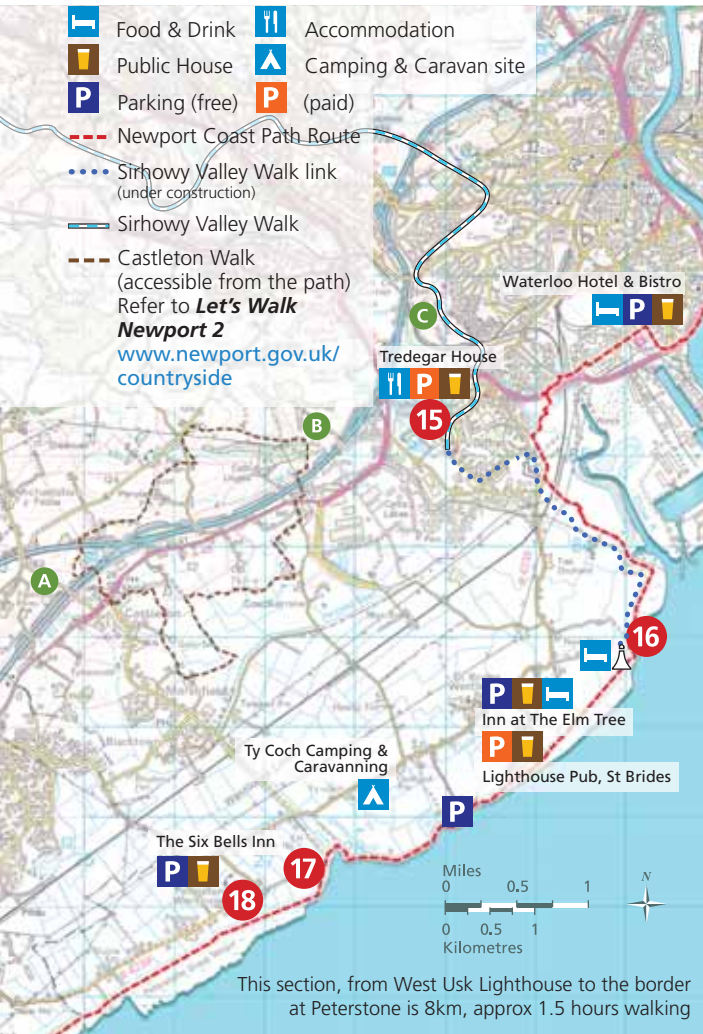 Food & Drink
Accommodation
Public House
Camping & Caravan site
P Parking (free)
P (paid)
Newport Coast Path Route
Sirhowy Valley Walk link
(under construction)
Sirhowy Valley Walk
Castleton Walk
(accessible from the path)
Refer to Let's Walk
Newport 2
www.newport.gov.uk/
countryside
Waterloo Hotel & Bistro
P
C
Tredegar House
P
15
B
A
Castleton
Marshfield
16
P
Inn at The Elm Tree
P
Lighthouse Pub, St Brides
Ty Coch Camping &
Caravanning
P
The Six Bells Inn
P
17
18
Miles
0 0.5 1
N
0 0.5 1
Kilometres
This section, from West Usk Lighthouse to the border
at Peterstone is 8km, approx 1.5 hours walking